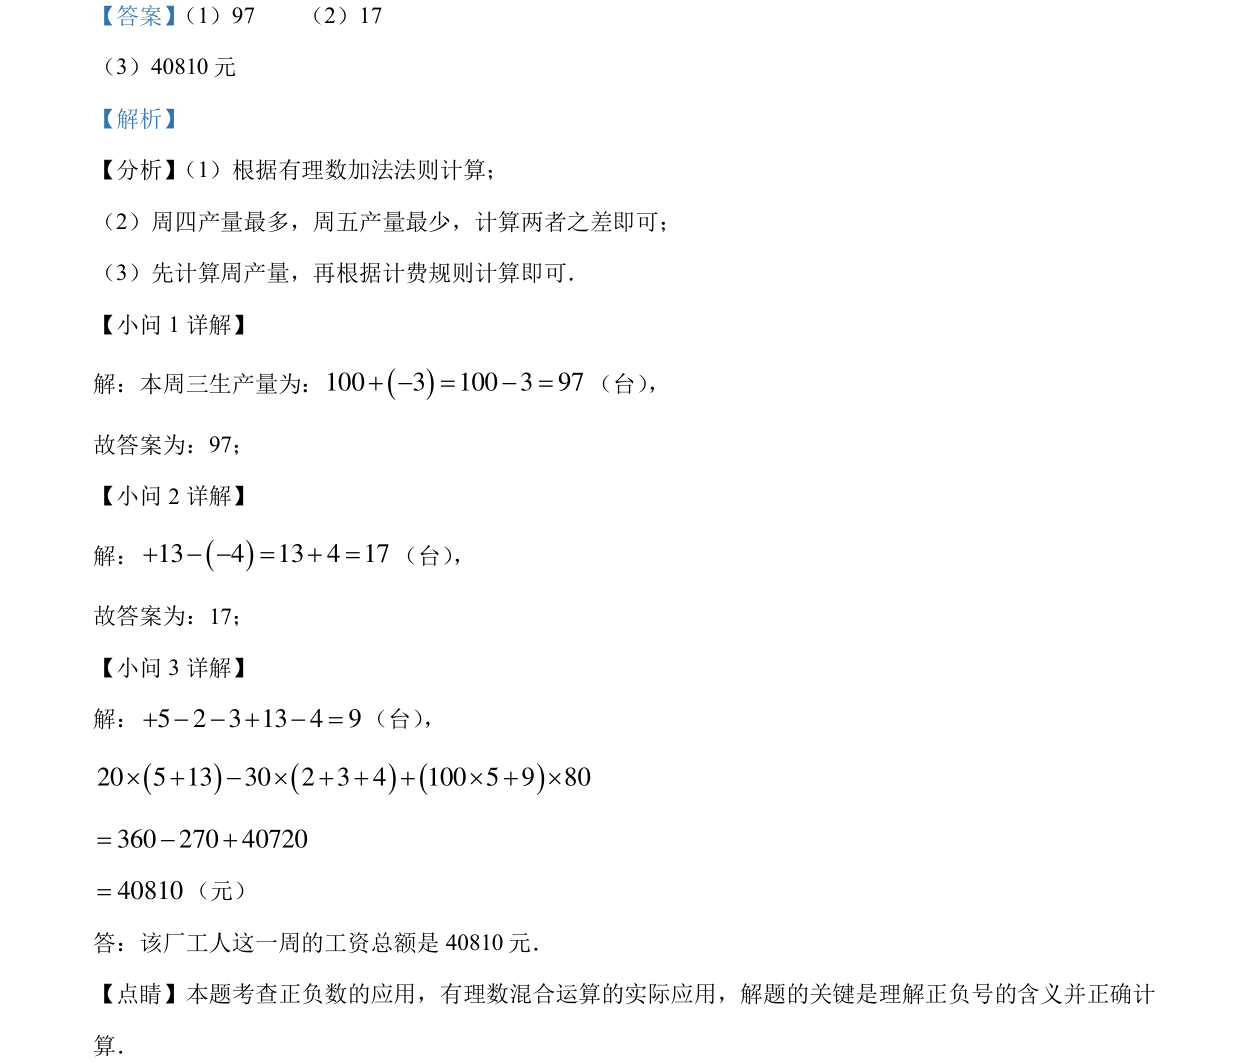 【答案】（1）97　　（2）17
（3）40810 元
【解析】
【分析】（1）根据有理数加法法则计算；
（2）周四产量最多，周五产量最少，计算两者之差即可；
（3）先计算周产量，再根据计费规则计算即可．
【小问 1 详解】
解：本周三生产量为：100+(−3)=100−3=97（台），
故答案为：97；
【小问 2 详解】
解：+13−(−4)=13+4=17（台），
故答案为：17；
【小问 3 详解】
解：+5−2−3+13−4=9（台），
20×(5+13)−30×(2+3+4)+(100×5+9)×80
=360−270+40720
=40810（元）
答：该厂工人这一周的工资总额是 40810 元．
【点睛】本题考查正负数的应用，有理数混合运算的实际应用，解题的关键是理解正负号的含义并正确计
算．